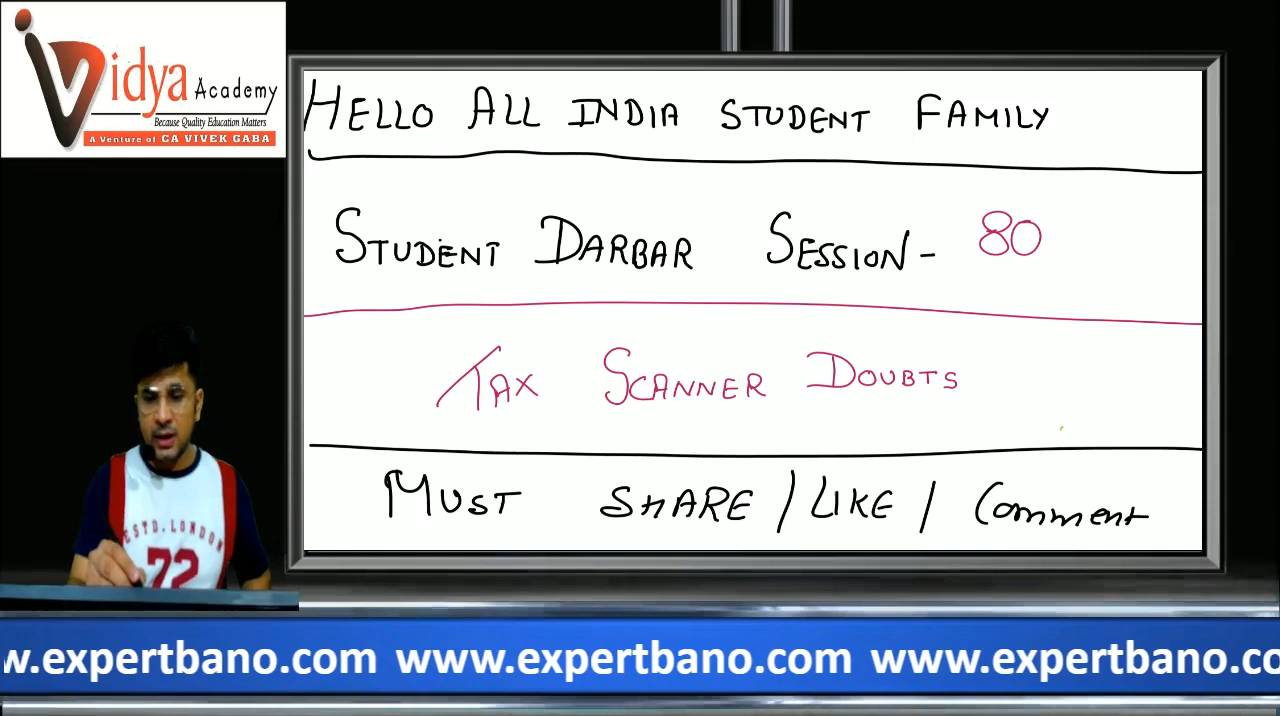 Vidya Academy
Because Quality Education Matters
A Venture of CA VIVEK GABA
HELLO ALL INDIA STUDENT FAMILY
STUDENT DARBAR SESSION- 80
TAX SCANNER DOUBTS
MUST SHARE / LIKE / Comment
ESTD. LONDON
72
w.expertbano.com www.expertbano.com www.expertbano.co